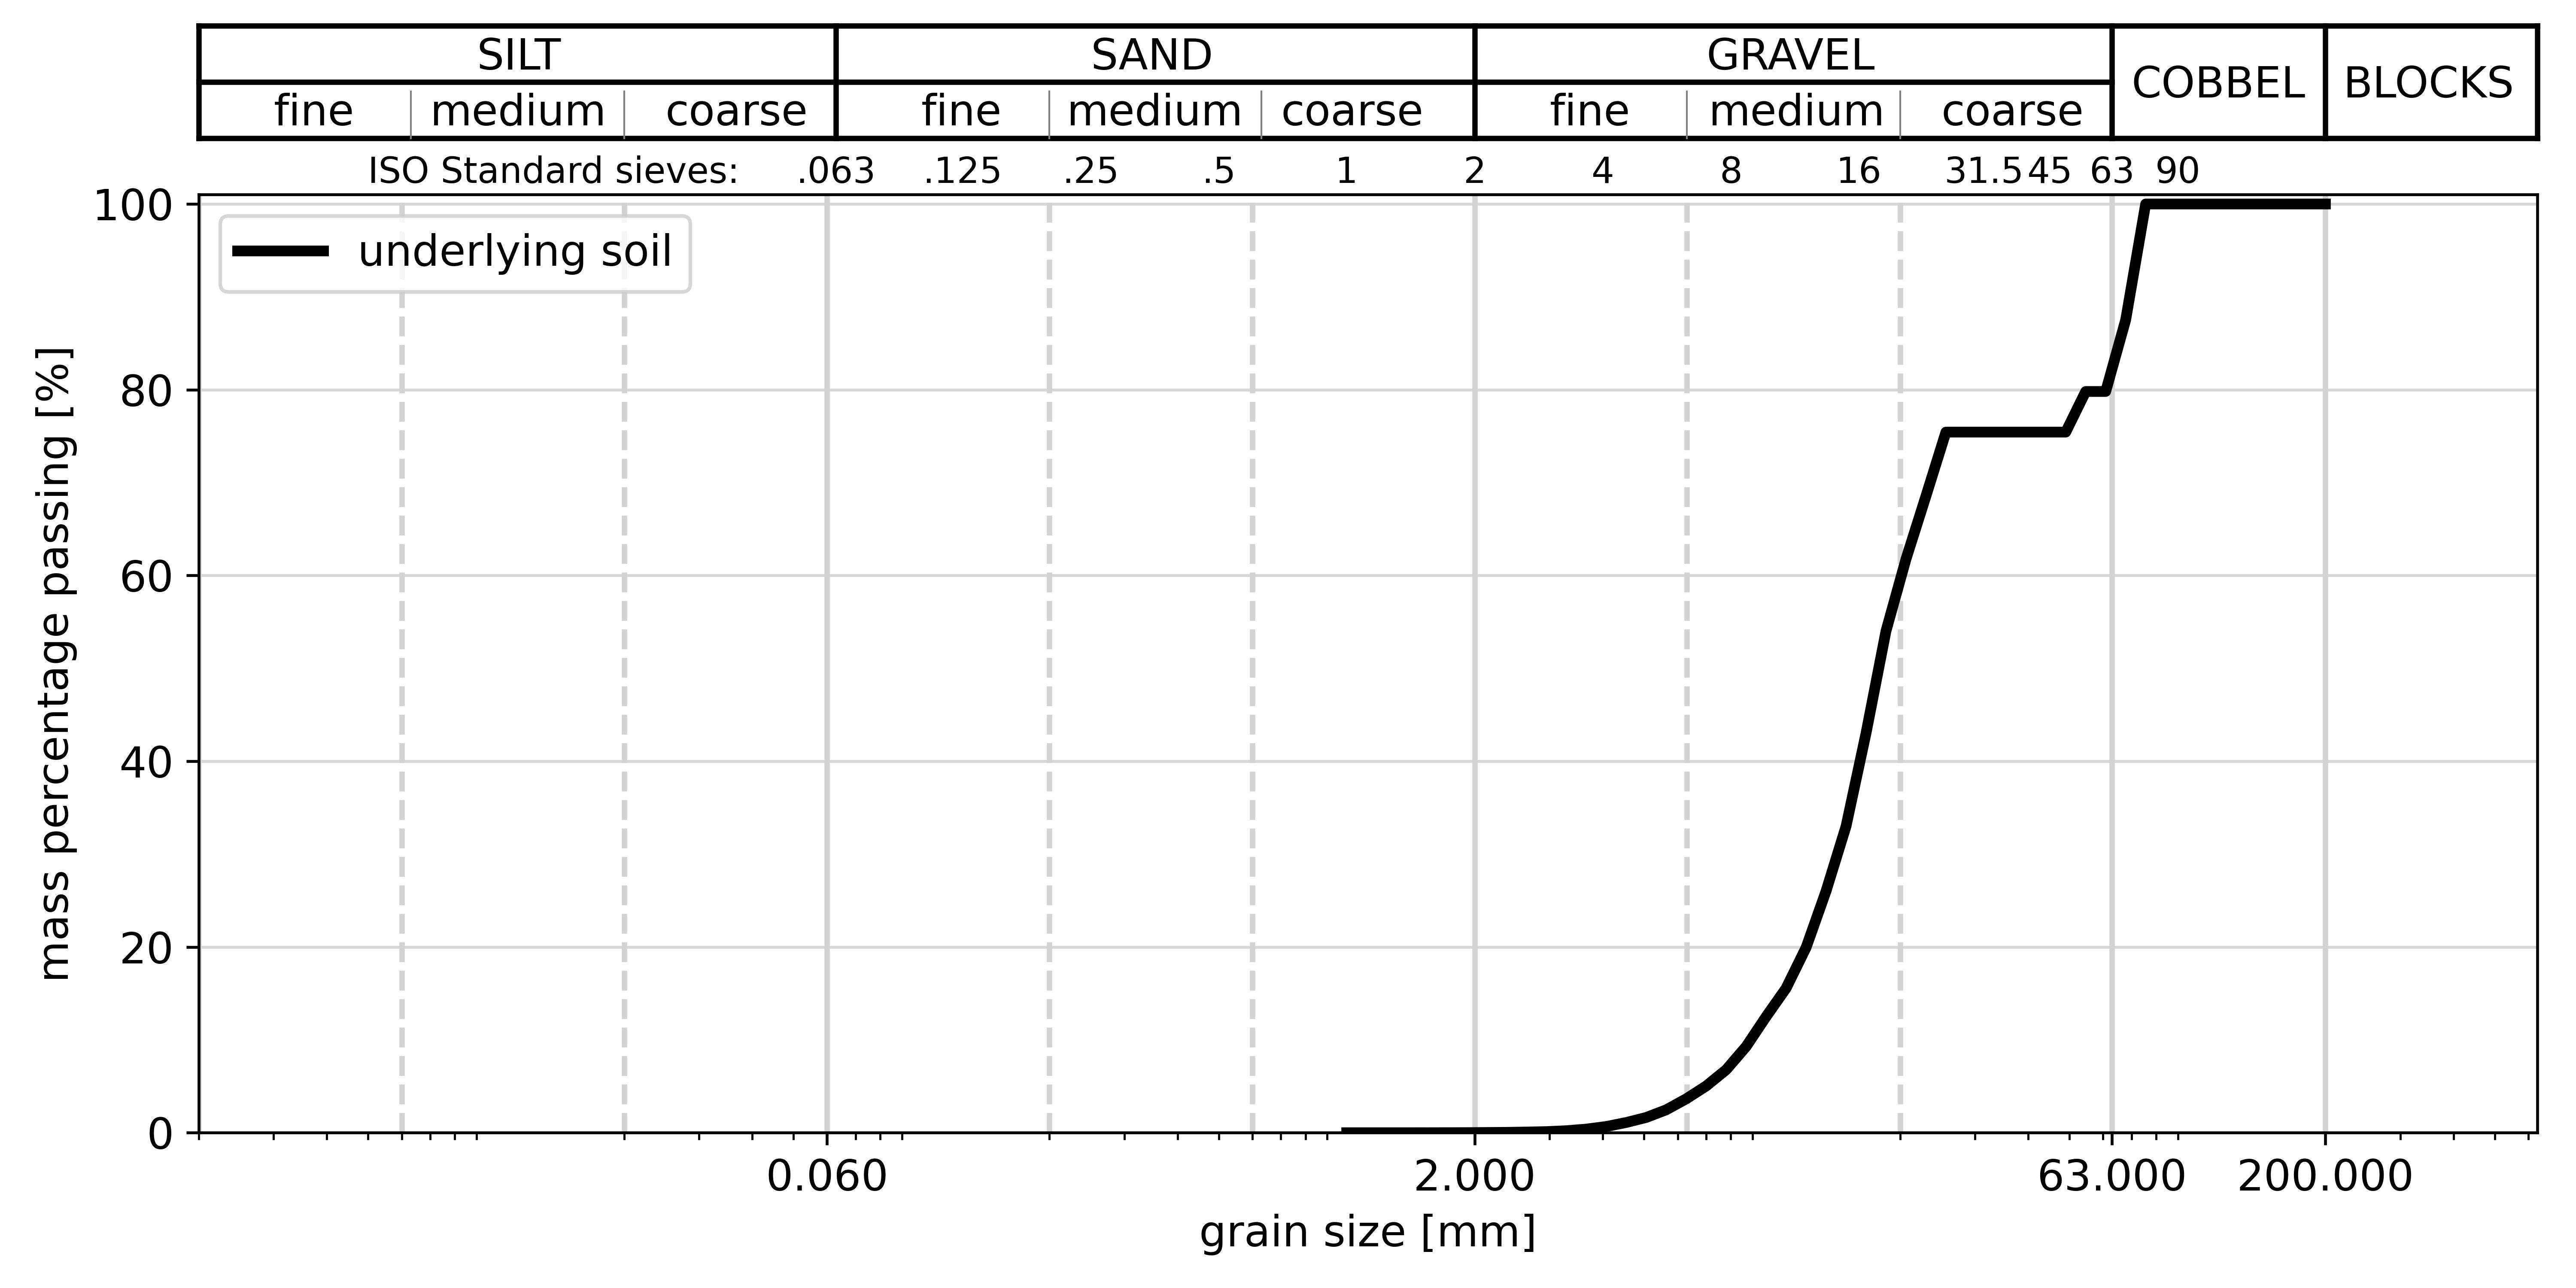 SILT SAND GRAVEL COBBEL BLOCKS
fine medium coarse fine medium coarse fine medium coarse
ISO Standard sieves: .063 .125 .25 .5 1 2 4 8 16 31.5 45 63 90
underlying soil
100
80
60
40
20
0
mass percentage passing [%]
0.060 2.000 63.000 200.000
grain size [mm]